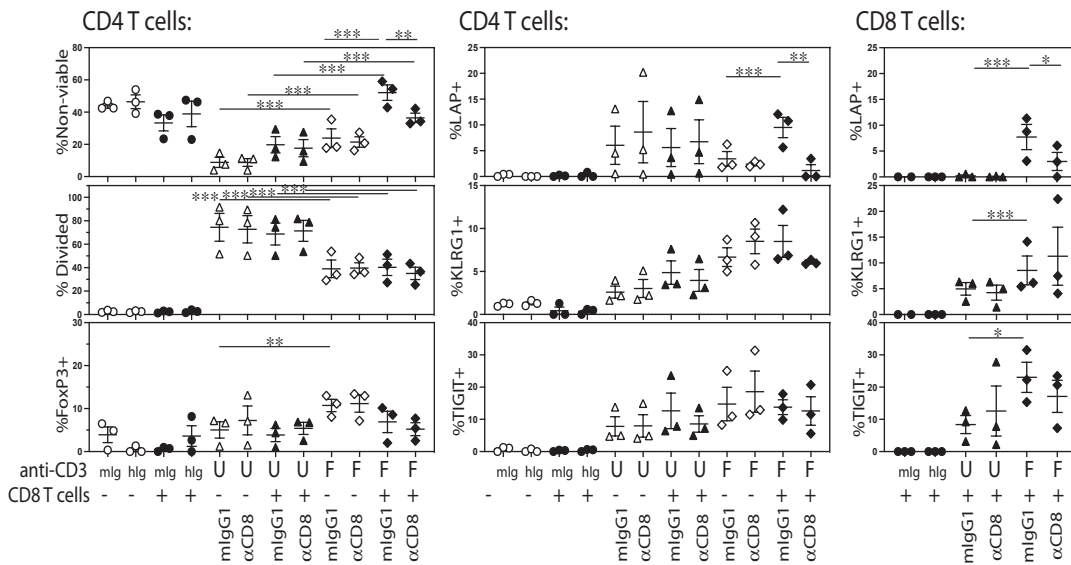 CD4 T cells:
CD4 T cells:
CD8 T cells:
*** **
***
***
***
***
%Non-viable
80
60
40
20
0
*** **
%LAP+
25
20
15
10
5
0
*** *
%LAP+
25
20
15
10
5
0
*** *** *** ***
% Divided
100
80
60
40
20
0
%KLRG1+
15
10
5
0
***
%KLRG1+
25
20
15
10
5
0
**
%FoxP3+
30
20
10
0
%TIGIT+
40
30
20
10
0
*
%TIGIT+
40
30
20
10
0
anti-CD3 mIg hIg mIg hIg U U U U F F F F
mIg hIg mIg hIg U U U U F F F F
mIg hIg U U F F
CD8 T cells - - + + - - + + - - + +
- - + + - - + + - - + +
+ + + + + +
mIgG1 αCD8 mIgG1 αCD8 mIgG1 αCD8 mIgG1 αCD8
mIgG1 αCD8 mIgG1 αCD8 mIgG1 αCD8 mIgG1 αCD8
mIgG1 αCD8 mIgG1 αCD8